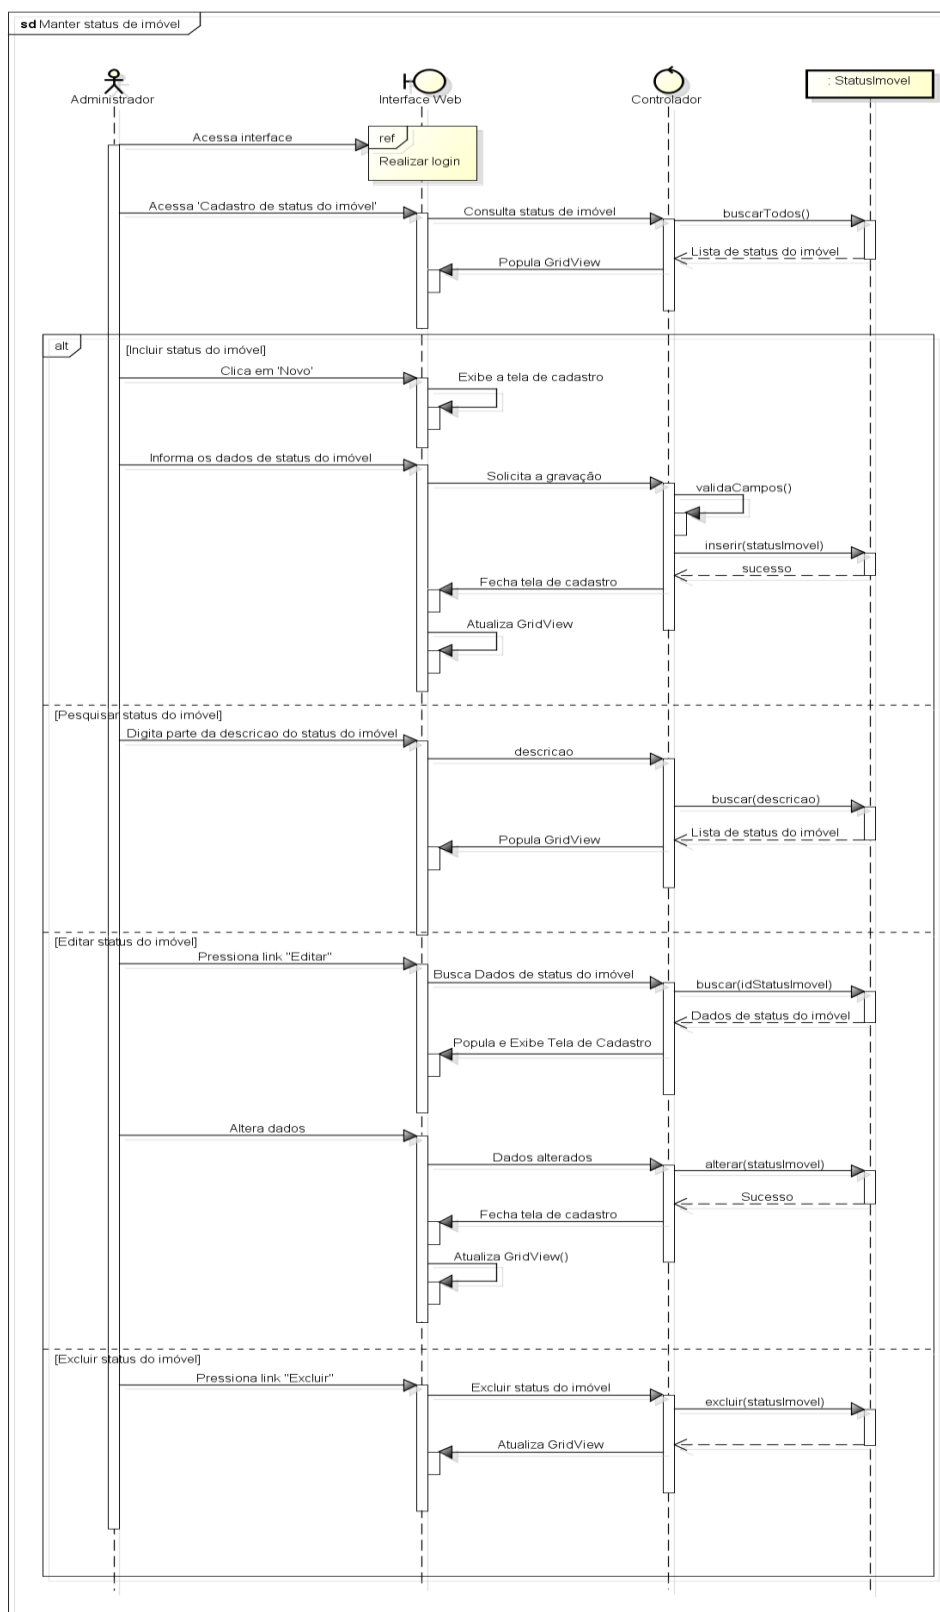 sd Manter status de imóvel
Administrador
Interface Web
Controlador
: StatusImovel
Acessa interface
ref
Realizar login
Acessa 'Cadastro de status do imóvel'
Consulta status de imóvel
buscarTodos()
Lista de status do imóvel
Popula GridView
alt
[Incluir status do imóvel]
Clica em 'Novo'
Exibe a tela de cadastro
Informa os dados de status do imóvel
Solicita a gravação
validaCampos()
inserir(statusImovel)
sucesso
Fecha tela de cadastro
Atualiza GridView
[Pesquisar status do imóvel]
Digita parte da descricao do status do imóvel
descricao
buscar(descricao)
Lista de status do imóvel
Popula GridView
[Editar status do imóvel]
Pressiona link "Editar"
Busca Dados de status do imóvel
buscar(idStatusImovel)
Dados de status do imóvel
Popula e Exibe Tela de Cadastro
Altera dados
Dados alterados
alterar(statusImovel)
Sucesso
Fecha tela de cadastro
Atualiza GridView()
[Excluir status do imóvel]
Pressiona link "Excluir"
Excluir status do imóvel
excluir(statusImovel)
Atualiza GridView